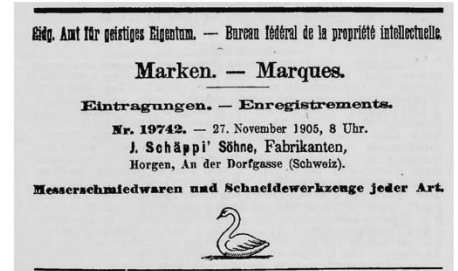 Eidg. Amt für geistiges Eigentum. — Bureau fédéral de la propriété intellectuelle.
Marken. — Marques.
Eintragungen. — Enregistrements.
Nr. 19742. — 27. November 1905, 8 Uhr.
J. Schäppi' Söhne, Fabrikanten,
Horgen, An der Dorfgasse (Schweiz).
Messerschmiedwaren und Schneidewerkzeuge jeder Art.